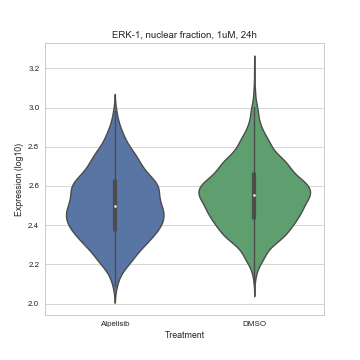 ERK-1, nuclear fraction, 1uM, 24h
Expression (log10)
3.2
3.0
2.8
2.6
2.4
2.2
2.0
Alpelisib
DMSO
Treatment